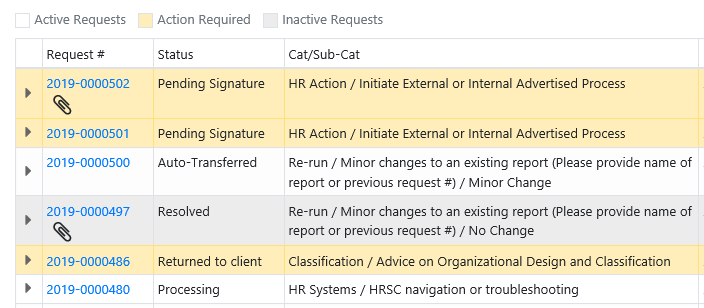 Active Requests Action Required Inactive Requests
Request # Status Cat/Sub-Cat
2019-0000502 Pending Signature HR Action / Initiate External or Internal Advertised Process
2019-0000501 Pending Signature HR Action / Initiate External or Internal Advertised Process
2019-0000500 Auto-Transferred Re-run / Minor changes to an existing report (Please provide name of
report or previous request #) / Minor Change
2019-0000497 Resolved Re-run / Minor changes to an existing report (Please provide name of
report or previous request #) / No Change
2019-0000486 Returned to client Classification / Advice on Organizational Design and Classification
2019-0000480 Processing HR Systems / HRSC navigation or troubleshooting